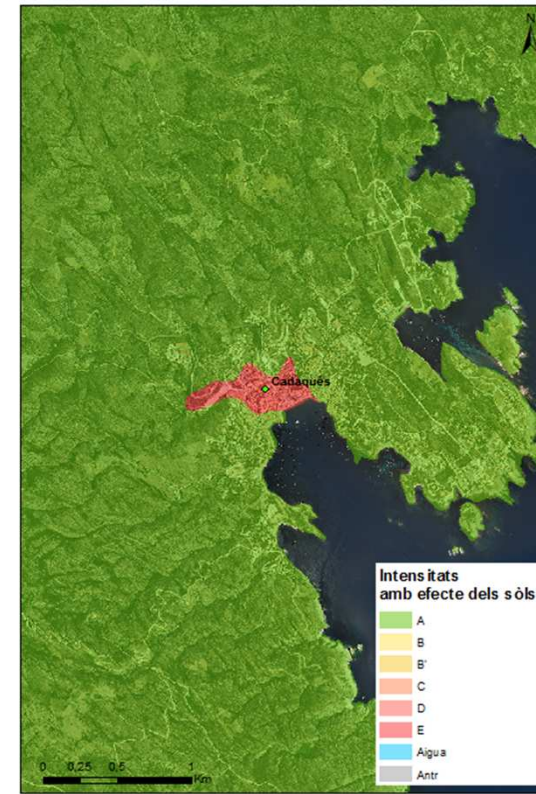 N
Cadaqués
Intensitats
amb efecte dels sòls
A
B
B'
C
D
E
Aigua
Antr
0 0,25 0,5 1
Km